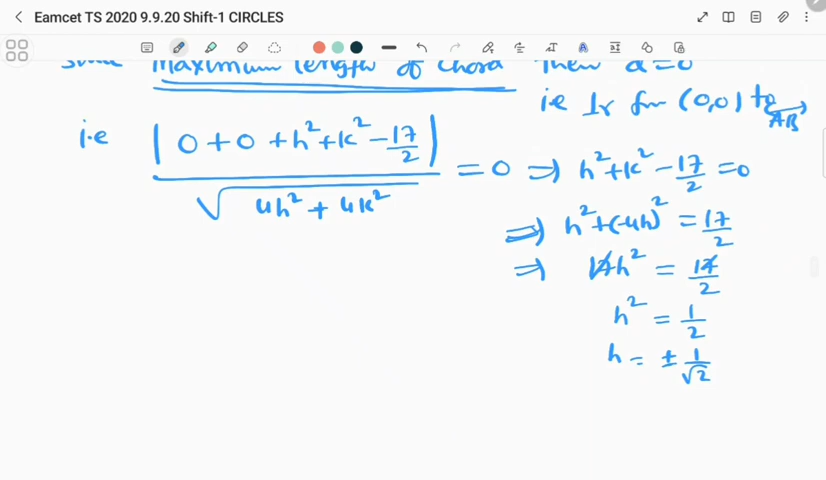 Eamcet TS 2020 9.9.20 Shift-1 CIRCLES
Maximum length of chord Then d=0
i.e ⊥r from (0,0) to AB
i.e |0+0+h²+k²-17/2| / √(4h²+4k²) = 0 ⇒ h²+k²-17/2=0
⇒ h²+(-4h)² = 17/2
⇒ 17h² = 17/2
h² = 1/2
h = ± 1/√2